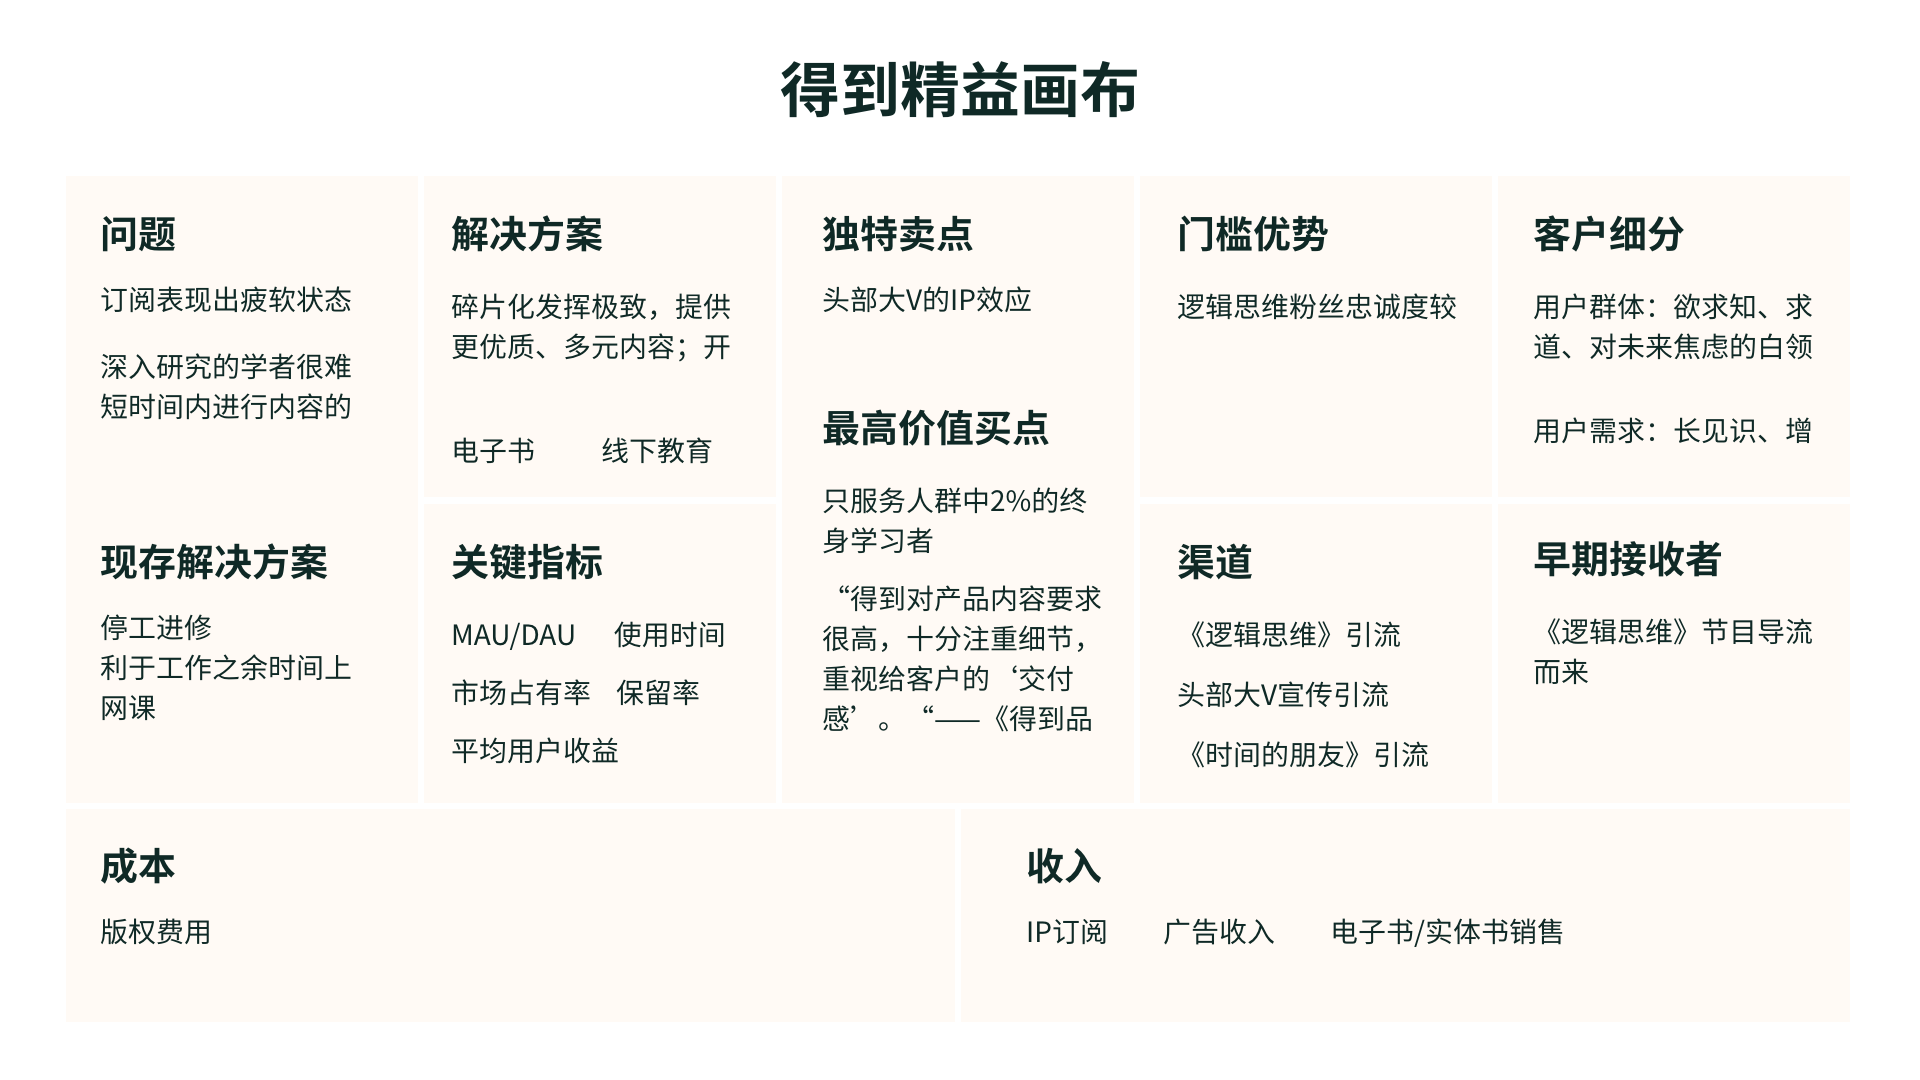 得到精益画布
问题
订阅表现出疲软状态
深入研究的学者很难
短时间内进行内容的
现存解决方案
停工进修
利于工作之余时间上
网课
解决方案
碎片化发挥极致，提供
更优质、多元内容；开
电子书 线下教育
关键指标
MAU/DAU 使用时间
市场占有率 保留率
平均用户收益
独特卖点
头部大V的IP效应
最高价值买点
只服务人群中2%的终
身学习者
“得到对产品内容要求
很高，十分注重细节，
重视给客户的‘交付
感’。“——《得到品
门槛优势
逻辑思维粉丝忠诚度较
渠道
《逻辑思维》引流
头部大V宣传引流
《时间的朋友》引流
客户细分
用户群体：欲求知、求
道、对未来焦虑的白领
用户需求：长见识、增
早期接收者
《逻辑思维》节目导流
而来
成本
版权费用
收入
IP订阅 广告收入 电子书/实体书销售